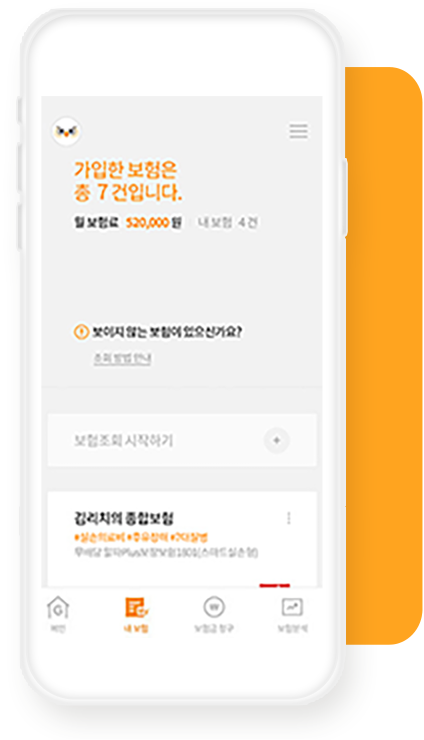 가입한 보험은
총 7 건입니다.
월 보험료 520,000 원 내 보험 4 건
보이지 않는 보험이 있으신가요?
조회 방법 안내
보험조회 시작하기
김리치의 종합보험
#실손의료비 #후유장해 #7대질병
무배당 알파Plus보장보험1801(스마트실손형)
메인 내 보험 보험금 청구 보험분석